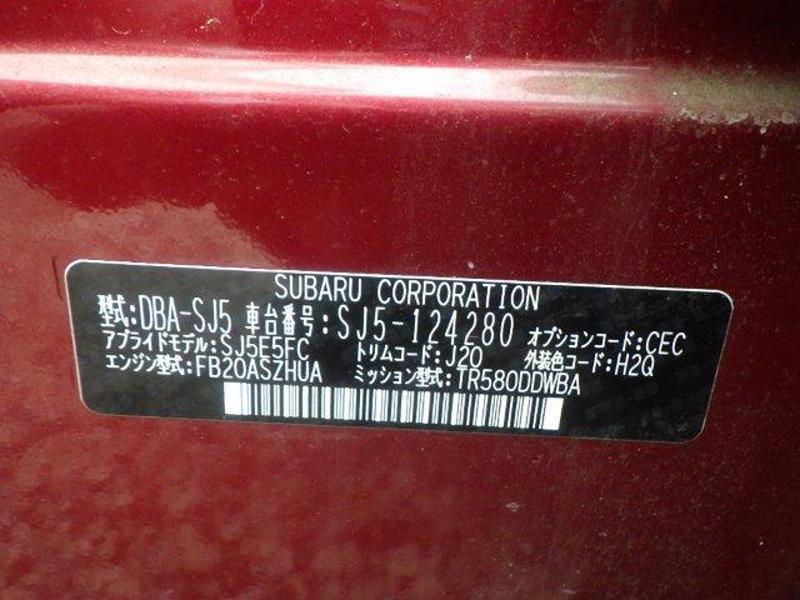 SUBARU CORPORATION
型式:DBA-SJ5 車台番号:SJ5-124280 オプションコード:CEC
アプライドモデル:SJ5E5FC トリムコード:J20 外装色コード:H2Q
エンジン型式:FB20ASZHUA ミッション型式:TR580DDWBA